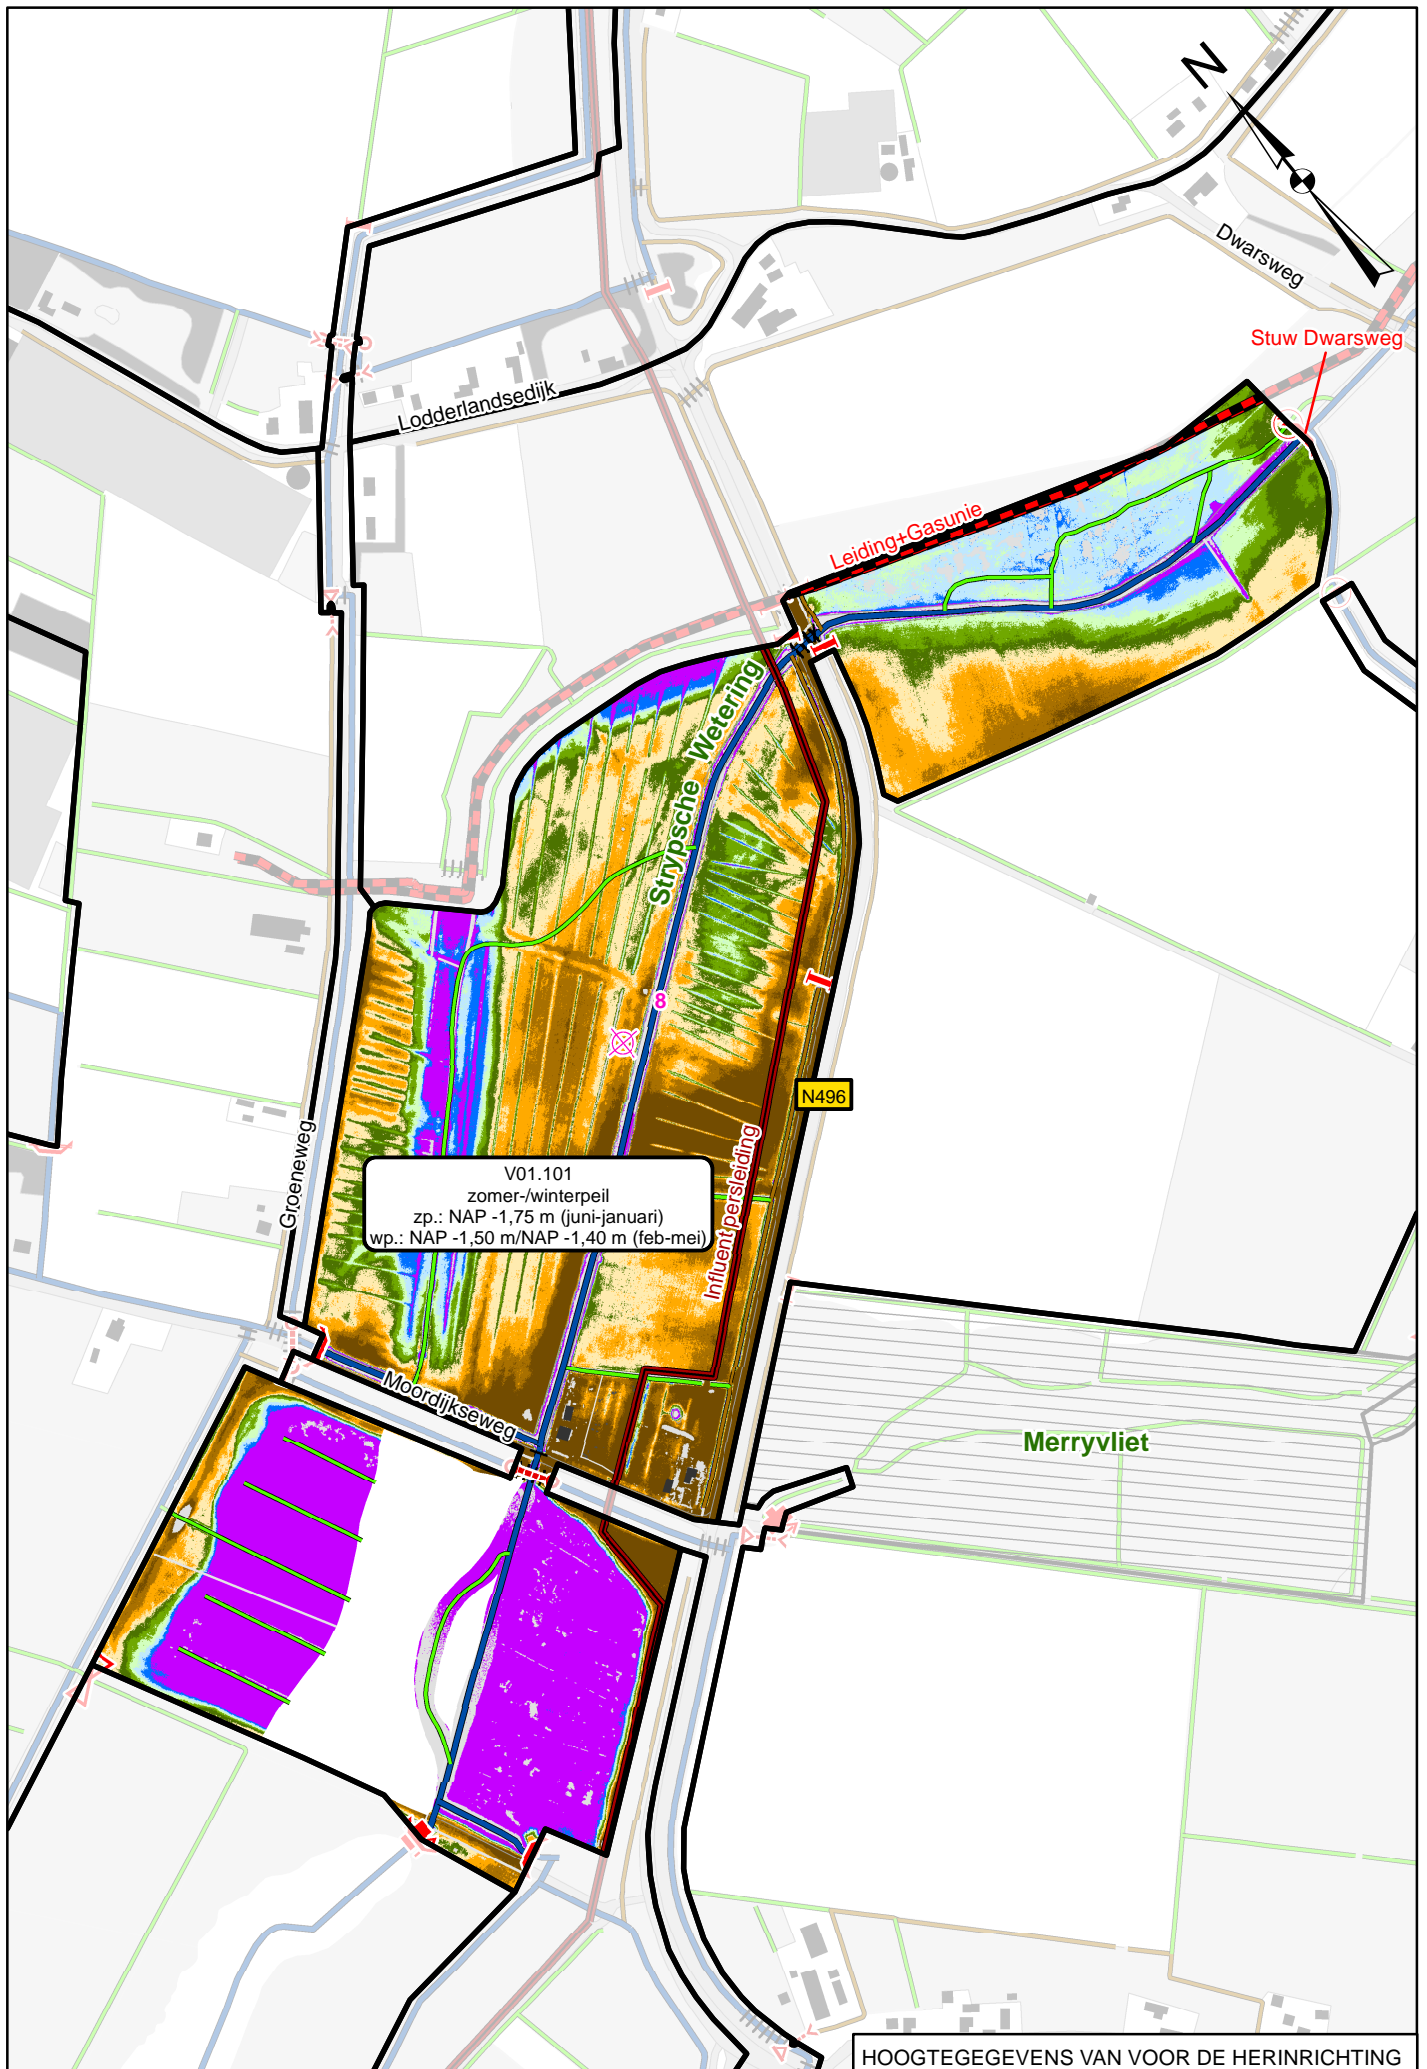 N
Dwarsweg
Stuw Dwarsweg
Lodderlandsedijk
Leiding+Gasunie
Strypsche Wetering
8
N496
Groeneweg
V01.101
zomer-/winterpeil
zp.: NAP -1,75 m (juni-januari)
wp.: NAP -1,50 m/NAP -1,40 m (feb-mei)
Influent persleiding
Moordijkseweg
Merryvliet
HOOGTEGEGEVENS VAN VOOR DE HERINRICHTING